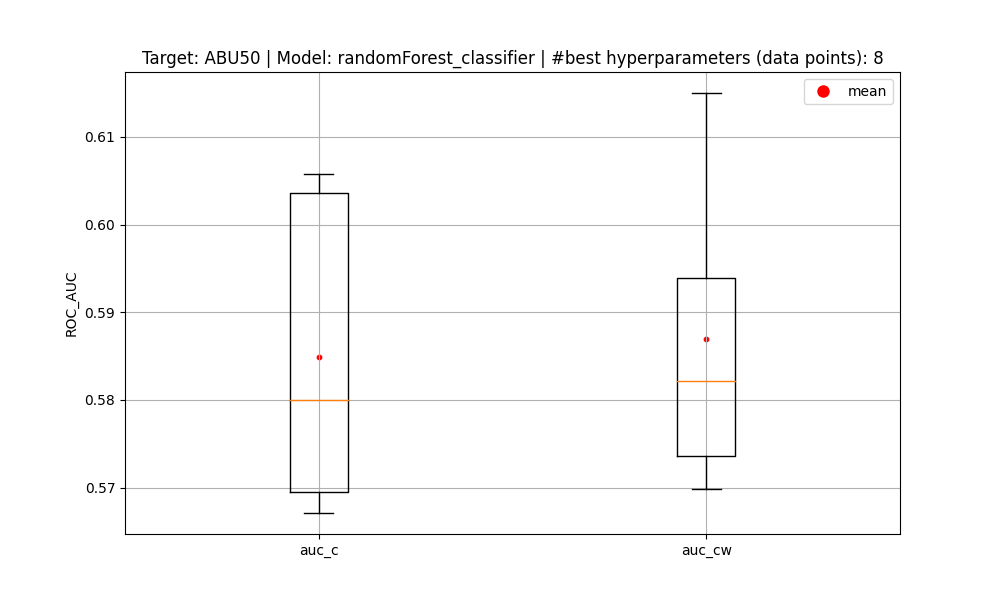 Target: ABU50 | Model: randomForest_classifier | #best hyperparameters (data points): 8
mean
0.61
0.60
0.59
0.58
0.57
ROC_AUC
auc_c
auc_cw